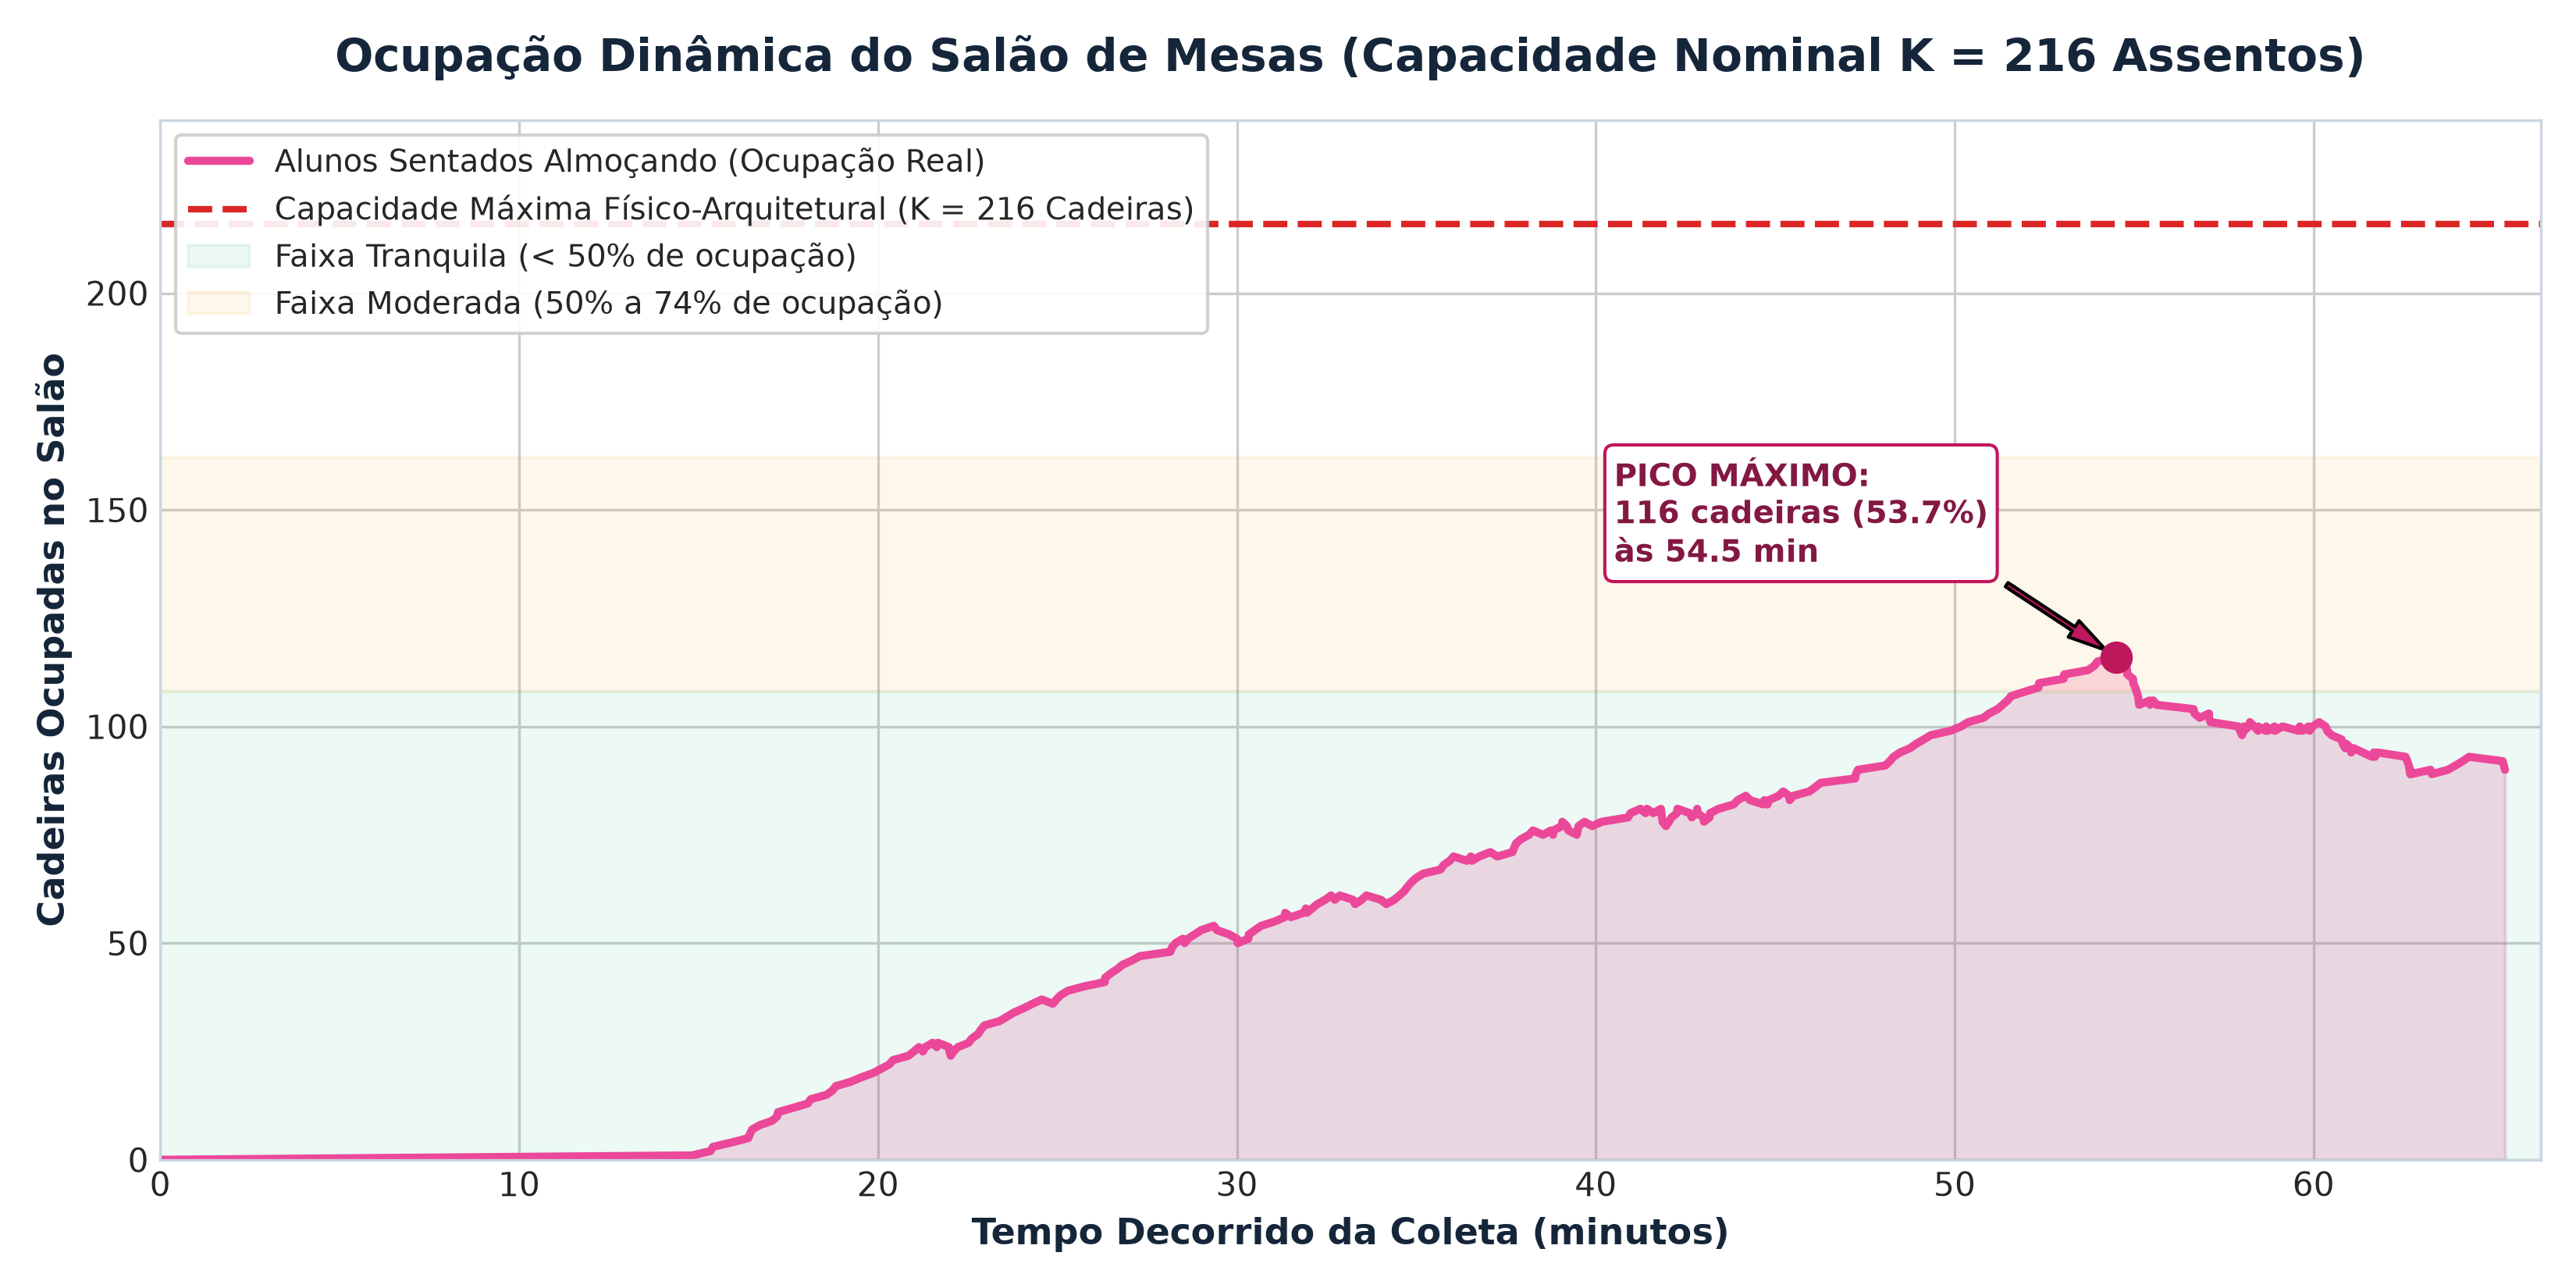 Ocupação Dinâmica do Salão de Mesas (Capacidade Nominal K = 216 Assentos)
Alunos Sentados Almoçando (Ocupação Real)
Capacidade Máxima Físico-Arquitetural (K = 216 Cadeiras)
Faixa Tranquila (< 50% de ocupação)
Faixa Moderada (50% a 74% de ocupação)
PICO MÁXIMO:
116 cadeiras (53.7%)
às 54.5 min
Cadeiras Ocupadas no Salão
200
150
100
50
0
0 10 20 30 40 50 60
Tempo Decorrido da Coleta (minutos)